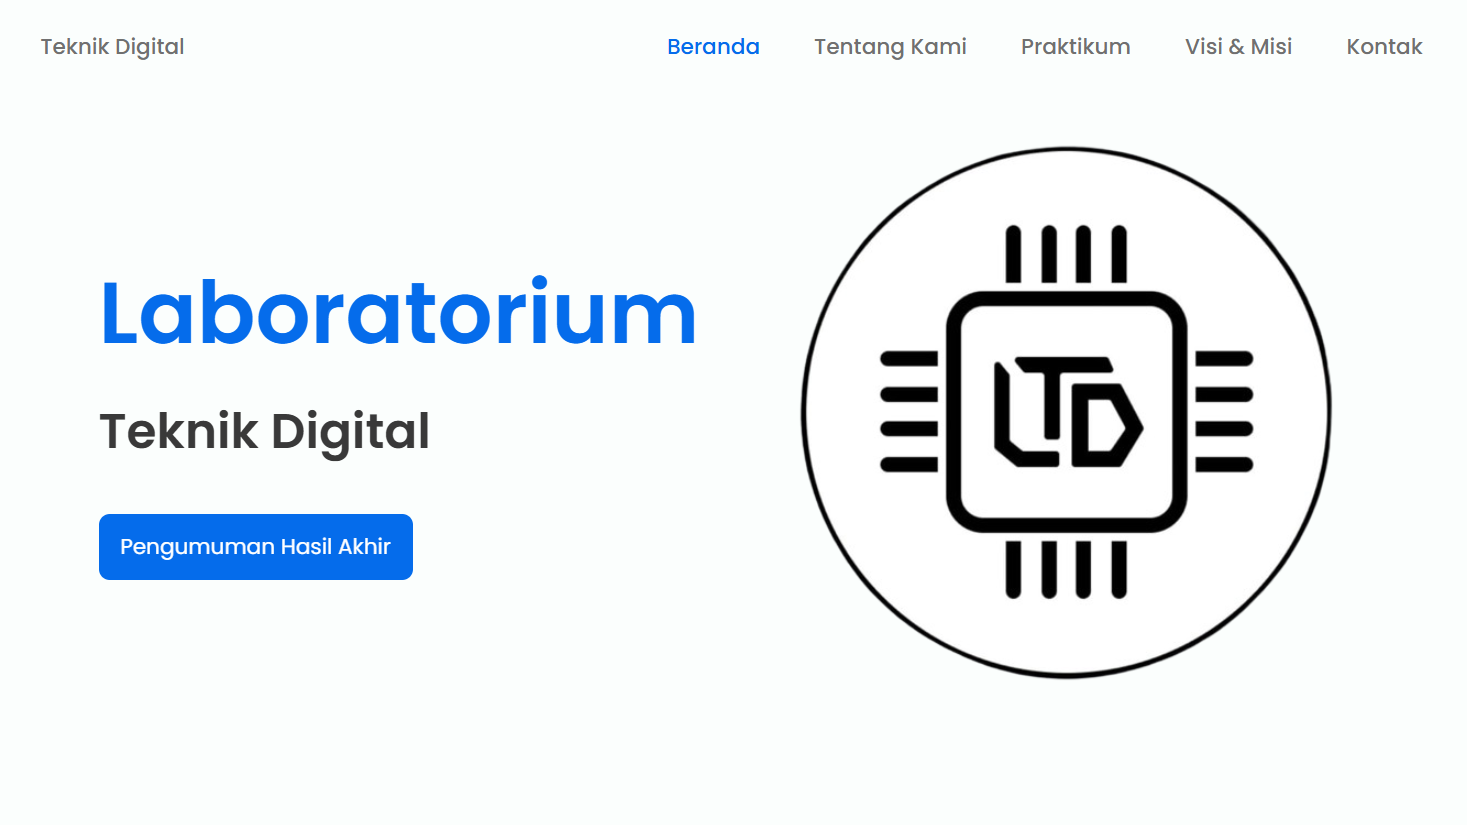 Teknik Digital
Beranda Tentang Kami Praktikum Visi & Misi Kontak
Laboratorium
Teknik Digital
Pengumuman Hasil Akhir
LTD